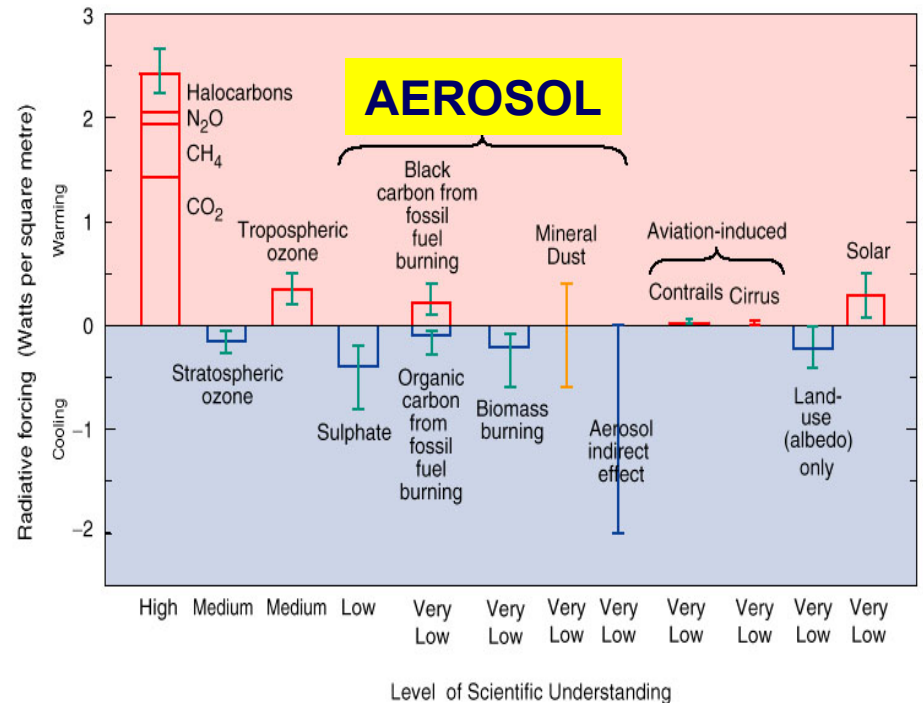 AEROSOL
Radiative forcing (Watts per square metre)
Cooling
Warming
3
2
1
0
−1
−2
Halocarbons
N₂O
CH₄
CO₂
Stratospheric
ozone
Tropospheric
ozone
Sulphate
Black
carbon from
fossil
fuel
burning
Organic
carbon
from
fossil
fuel
burning
Biomass
burning
Mineral
Dust
Aerosol
indirect
effect
Aviation-induced
Contrails
Cirrus
Land-
use
(albedo)
only
Solar
High
Medium
Medium
Low
Very
Low
Very
Low
Very
Low
Very
Low
Very
Low
Very
Low
Very
Low
Very
Low
Level of Scientific Understanding